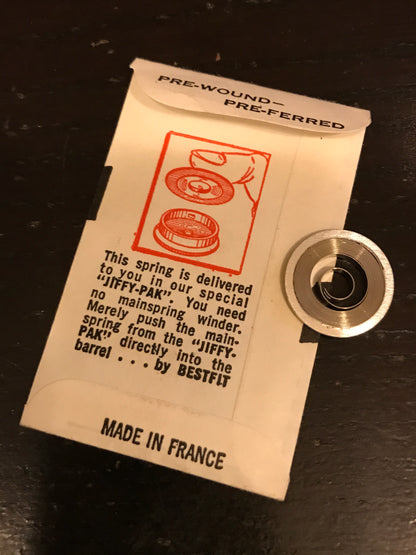 PRE-WOUND—
PRE-FERRED
This spring is delivered
to you in our special
"JIFFY-PAK". You need
no mainspring winder.
Merely push the main-
spring from the "JIFFY-
PAK" directly into the
barrel . . . by BESTFIT
MADE IN FRANCE